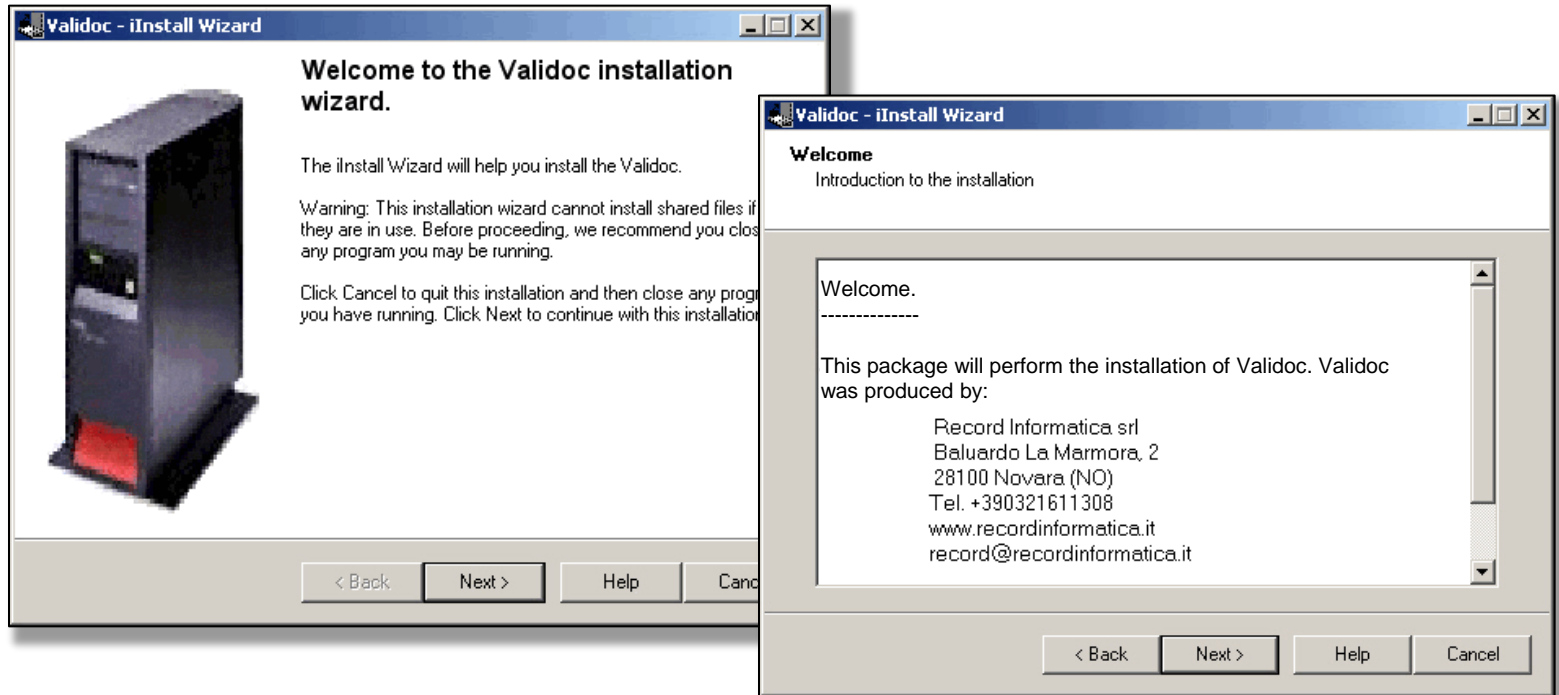 Validoc - iInstall Wizard
Welcome to the Validoc installation
wizard.
The iInstall Wizard will help you install the Validoc.
Warning: This installation wizard cannot install shared files if
they are in use. Before proceeding, we recommend you clos
any program you may be running.
Click Cancel to quit this installation and then close any progr
you have running. Click Next to continue with this installation
< Back
Next >
Help
Canc
Validoc - iInstall Wizard
Welcome
Introduction to the installation
Welcome.
--------------
This package will perform the installation of Validoc. Validoc
was produced by:
Record Informatica srl
Baluardo La Marmora, 2
28100 Novara (NO)
Tel. +390321611308
www.recordinformatica.it
record@recordinformatica.it
< Back
Next >
Help
Cancel